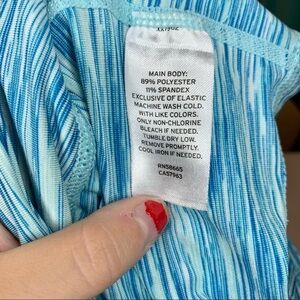 MAIN BODY:
89% POLYESTER
11% SPANDEX
EXCLUSIVE OF ELASTIC
MACHINE WASH COLD.
WITH LIKE COLORS.
ONLY NON-CHLORINE
BLEACH IF NEEDED.
TUMBLE DRY LOW.
REMOVE PROMPTLY.
COOL IRON IF NEEDED.
RN58665
CA57963